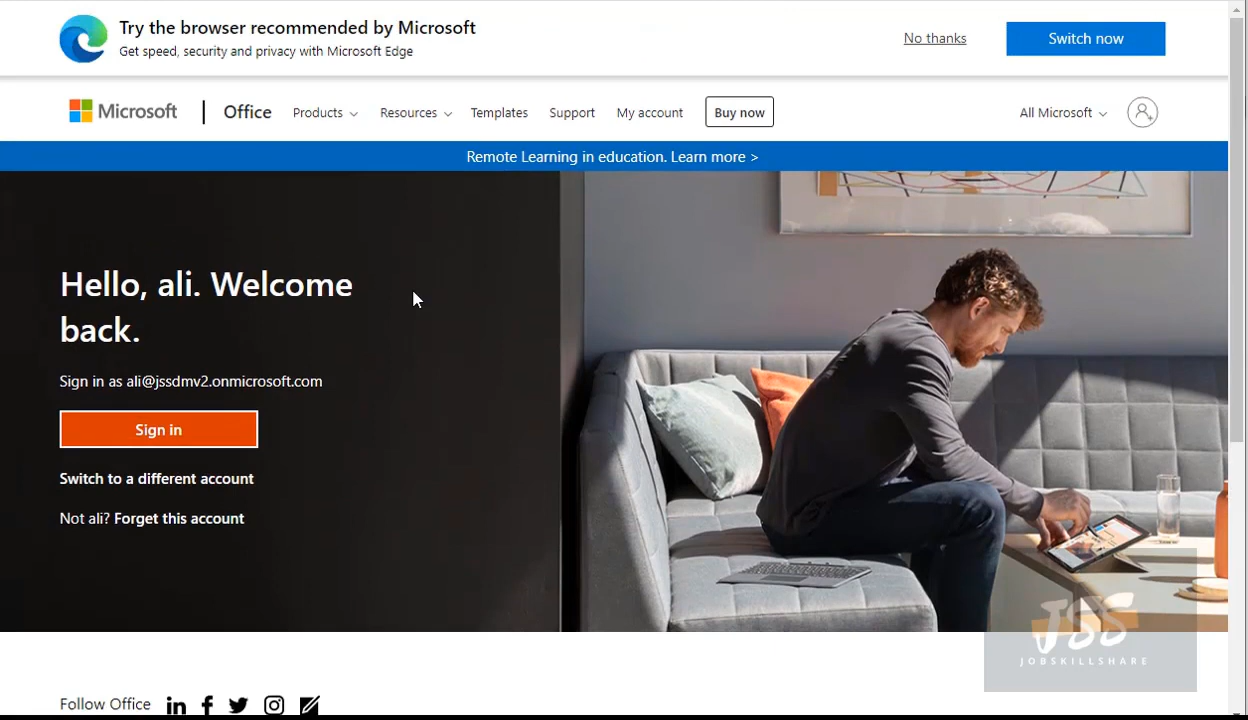 Try the browser recommended by Microsoft
Get speed, security and privacy with Microsoft Edge
No thanks
Switch now
Microsoft
Office
Products
Resources
Templates
Support
My account
Buy now
All Microsoft
Remote Learning in education. Learn more >
Hello, ali. Welcome
back.
Sign in as ali@jssdmv2.onmicrosoft.com
Sign in
Switch to a different account
Not ali? Forget this account
JSS
JOBSKILLSHARE
Follow Office